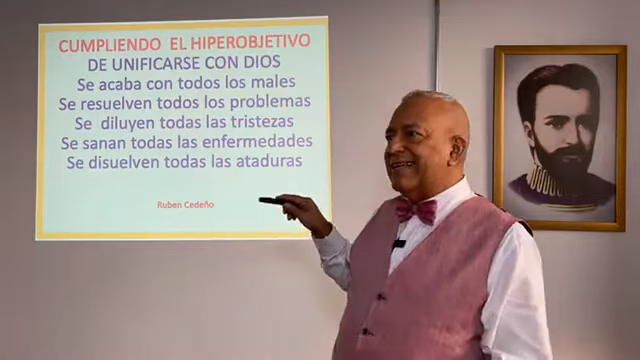 CUMPLIENDO EL HIPEROBJETIVO
DE UNIFICARSE CON DIOS
Se acaba con todos los males
Se resuelven todos los problemas
Se diluyen todas las tristezas
Se sanan todas las enfermedades
Se disuelven todas las ataduras
Ruben Cedeño